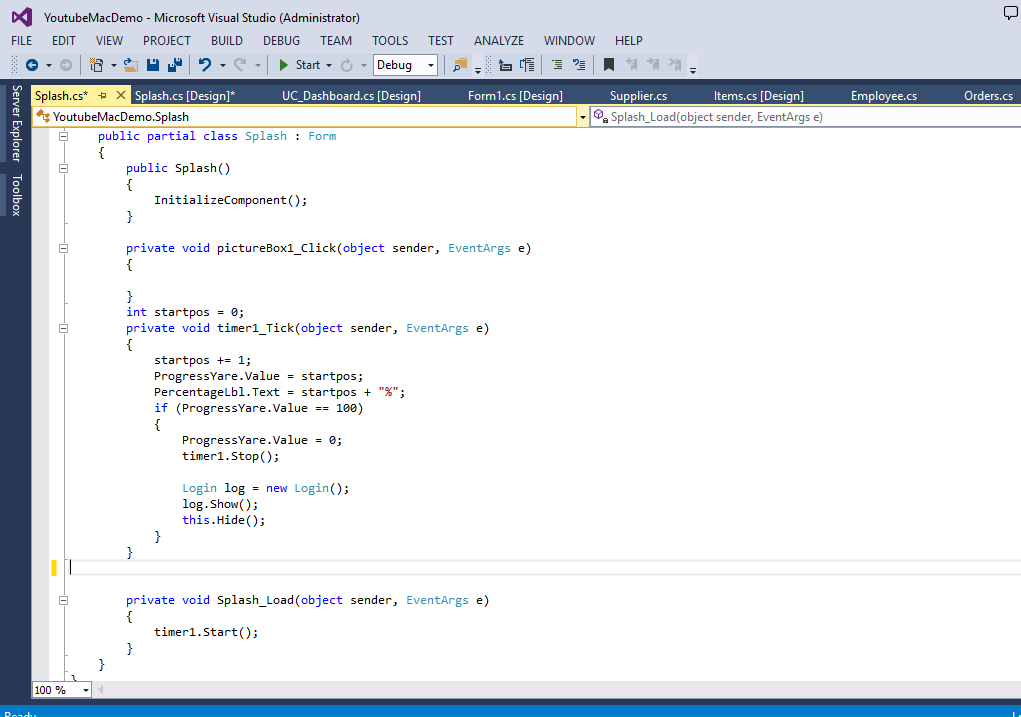 YoutubeMacDemo - Microsoft Visual Studio (Administrator)
FILE EDIT VIEW PROJECT BUILD DEBUG TEAM TOOLS TEST ANALYZE WINDOW HELP
Start Debug
Splash.cs* Splash.cs [Design]* UC_Dashboard.cs [Design] Form1.cs [Design] Supplier.cs Items.cs [Design] Employee.cs Orders.cs
Server Explorer
Toolbox
YoutubeMacDemo.Splash Splash_Load(object sender, EventArgs e)
public partial class Splash : Form
{
public Splash()
{
InitializeComponent();
}
private void pictureBox1_Click(object sender, EventArgs e)
{
}
int startpos = 0;
private void timer1_Tick(object sender, EventArgs e)
{
startpos += 1;
ProgressYare.Value = startpos;
PercentageLbl.Text = startpos + "%";
if (ProgressYare.Value == 100)
{
ProgressYare.Value = 0;
timer1.Stop();
Login log = new Login();
log.Show();
this.Hide();
}
}
private void Splash_Load(object sender, EventArgs e)
{
timer1.Start();
}
}
}
100 %
Ready